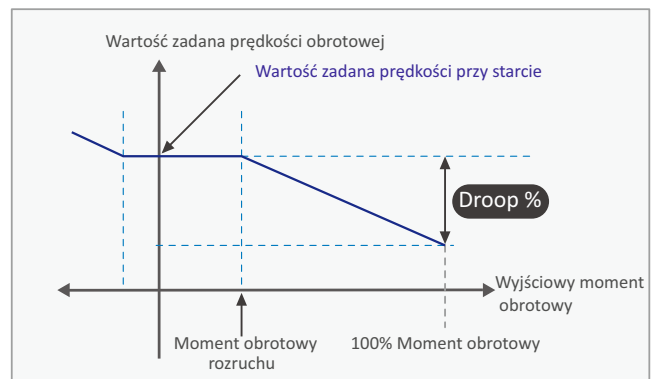 Wartość zadana prędkości obrotowej
Wartość zadana prędkości przy starcie
Droop %
Wyjściowy moment
obrotowy
Moment obrotowy
rozruchu
100% Moment obrotowy